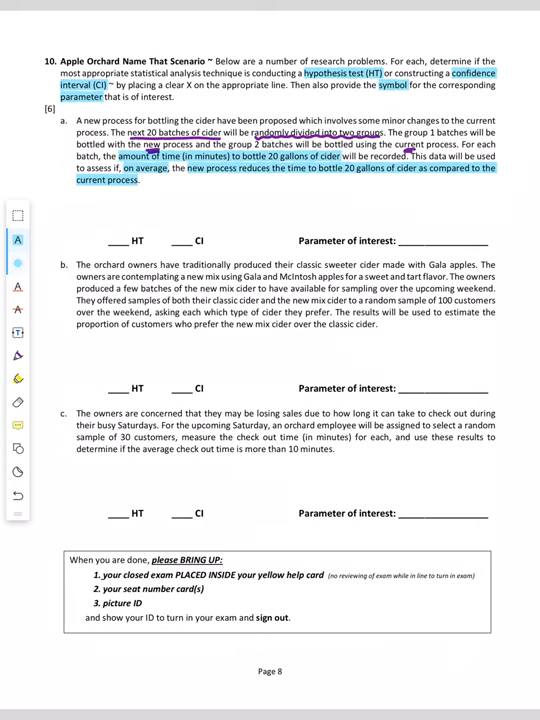 10. Apple Orchard Name That Scenario ~ Below are a number of research problems. For each, determine if the
most appropriate statistical analysis technique is conducting a hypothesis test (HT) or constructing a confidence
interval (CI) ~ by placing a clear X on the appropriate line. Then also provide the symbol for the corresponding
parameter that is of interest.
[6]
a. A new process for bottling the cider have been proposed which involves some minor changes to the current
process. The next 20 batches of cider will be randomly divided into two groups. The group 1 batches will be
bottled with the new process and the group 2 batches will be bottled using the current process. For each
batch, the amount of time (in minutes) to bottle 20 gallons of cider will be recorded. This data will be used
to assess if, on average, the new process reduces the time to bottle 20 gallons of cider as compared to the
current process.
____ HT ____ CI Parameter of interest: __________________
b. The orchard owners have traditionally produced their classic sweeter cider made with Gala apples. The
owners are contemplating a new mix using Gala and McIntosh apples for a sweet and tart flavor. The owners
produced a few batches of the new mix cider to have available for sampling over the upcoming weekend.
They offered samples of both their classic cider and the new mix cider to a random sample of 100 customers
over the weekend, asking each which type of cider they prefer. The results will be used to estimate the
proportion of customers who prefer the new mix cider over the classic cider.
____ HT ____ CI Parameter of interest: __________________
c. The owners are concerned that they may be losing sales due to how long it can take to check out during
their busy Saturdays. For the upcoming Saturday, an orchard employee will be assigned to select a random
sample of 30 customers, measure the check out time (in minutes) for each, and use these results to
determine if the average check out time is more than 10 minutes.
____ HT ____ CI Parameter of interest: __________________
When you are done, please BRING UP:
1. your closed exam PLACED INSIDE your yellow help card (no reviewing of exam while in line to turn in exam)
2. your seat number card(s)
3. picture ID
and show your ID to turn in your exam and sign out.
Page 8